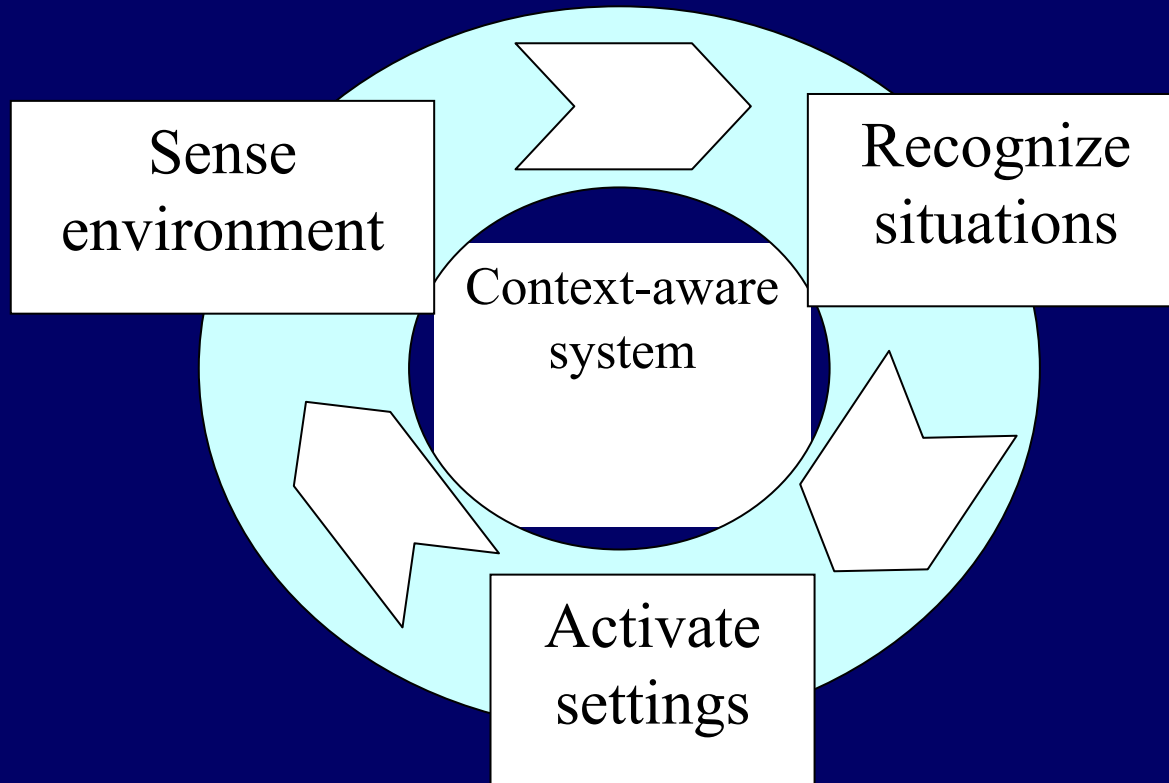 Sense
environment
Recognize
situations
Context-aware
system
Activate
settings